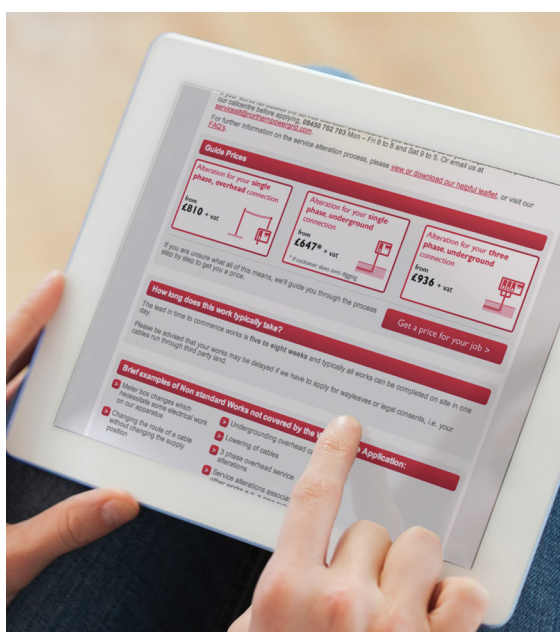 our callcentre before applying, 08450 702 703 Mon – Fri 8 to 8 and Sat 9 to 5. Or email us at
servicealt@northernpowergrid.com.
For further information on the service alteration process, please view or download our helpful leaflet, or visit our
FAQ's.
Guide Prices
Alteration for your single
phase, overhead connection
from
£810 + vat
Alteration for your single
phase, underground
connection
from
£647* + vat
* if customer does own digging
Alteration for your three
phase, underground
connection
from
£936 + vat
If you are unsure what all of this means, we'll guide you through the process
step by step to get you a price.
Get a price for your job >
How long does this work typically take?
The lead in time to commence works is five to eight weeks and typically all works can be completed on site in one
day.
Please be advised that your works may be delayed if we have to apply for wayleaves or legal consents, i.e. your
cables run through third party land.
Brief examples of Non standard Works not covered by the Application:
Meter box changes which
necessitate some electrical work
on our apparatus
Changing the route of a cable
without changing the supply
position
Undergrounding overhead
Lowering of cables
3 phase overhead service
alterations
Service alterations
other works